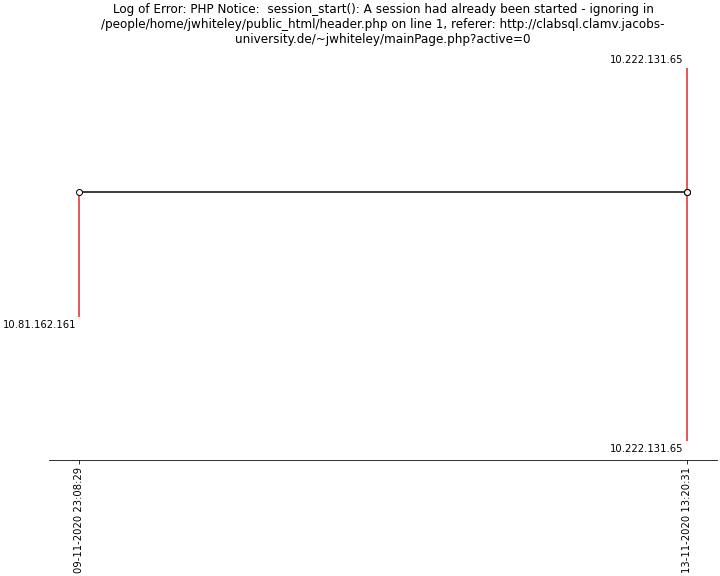 Log of Error: PHP Notice:  session_start(): A session had already been started - ignoring in
/people/home/jwhiteley/public_html/header.php on line 1, referer: http://clabsql.clamv.jacobs-
university.de/~jwhiteley/mainPage.php?active=0
10.222.131.65
10.81.162.161
10.222.131.65
09-11-2020 23:08:29
13-11-2020 13:20:31